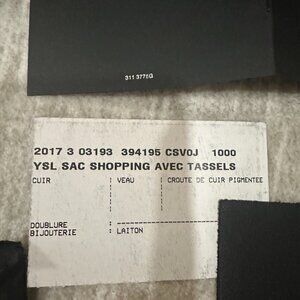 311 3775G
2017 3 03193 394195 CSV0J 1000
YSL SAC SHOPPING AVEC TASSELS
CUIR : VEAU : CROUTE DE CUIR PIGMENTEE
DOUBLURE :
BIJOUTERIE : LAITON